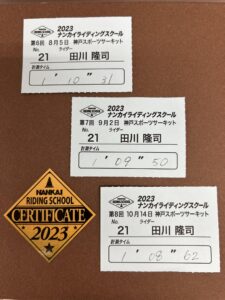 2023
ナンカイライディングスクール
第6回 8月5日 神戸スポーツサーキット
No. ライダー
21 田川 隆司
計測タイム
1'10"31
2023
ナンカイライディングスクール
第7回 9月2日 神戸スポーツサーキット
No. ライダー
21 田川 隆司
計測タイム
1'09"50
2023
ナンカイライディングスクール
第8回 10月14日 神戸スポーツサーキット
No. ライダー
21 田川 隆司
計測タイム
1'08"62
NANKAI
RIDING SCHOOL
CERTIFICATE
2023